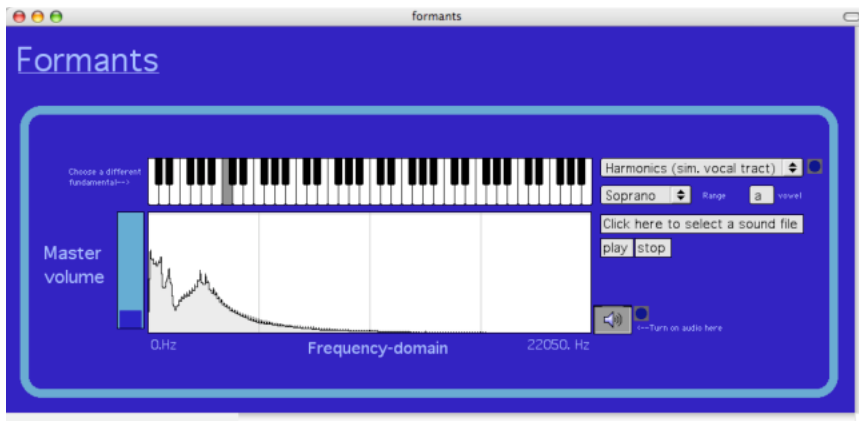 formants
Formants
Choose a different
fundamental-->
Harmonics (sim. vocal tract)
Soprano
Range
a
vowel
Click here to select a sound file
play
stop
Master
volume
<--Turn on audio here
0.Hz
Frequency-domain
22050. Hz